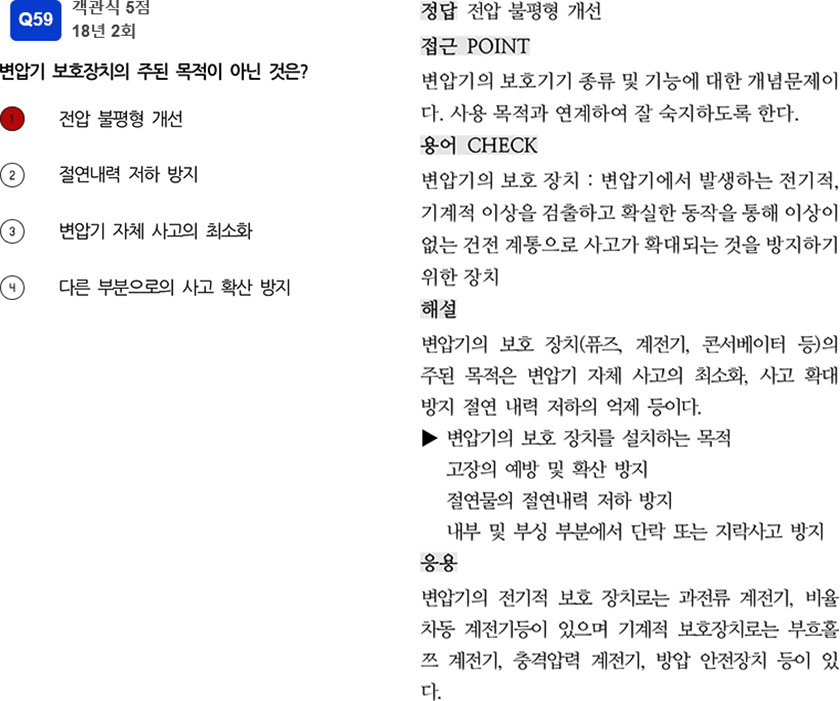 Q59
객관식 5점
18년 2회
변압기 보호장치의 주된 목적이 아닌 것은?
1 전압 불평형 개선
2 절연내력 저하 방지
3 변압기 자체 사고의 최소화
4 다른 부분으로의 사고 확산 방지
정답 전압 불평형 개선
접근 POINT
변압기의 보호기기 종류 및 기능에 대한 개념문제이
다. 사용 목적과 연계하여 잘 숙지하도록 한다.
용어 CHECK
변압기의 보호 장치 : 변압기에서 발생하는 전기적,
기계적 이상을 검출하고 확실한 동작을 통해 이상이
없는 건전 계통으로 사고가 확대되는 것을 방지하기
위한 장치
해설
변압기의 보호 장치(퓨즈, 계전기, 콘서베이터 등)의
주된 목적은 변압기 자체 사고의 최소화, 사고 확대
방지 절연 내력 저하의 억제 등이다.
▶ 변압기의 보호 장치를 설치하는 목적
고장의 예방 및 확산 방지
절연물의 절연내력 저하 방지
내부 및 부싱 부분에서 단락 또는 지락사고 방지
응용
변압기의 전기적 보호 장치로는 과전류 계전기, 비율
차동 계전기등이 있으며 기계적 보호장치로는 부흐홀
쯔 계전기, 충격압력 계전기, 방압 안전장치 등이 있
다.